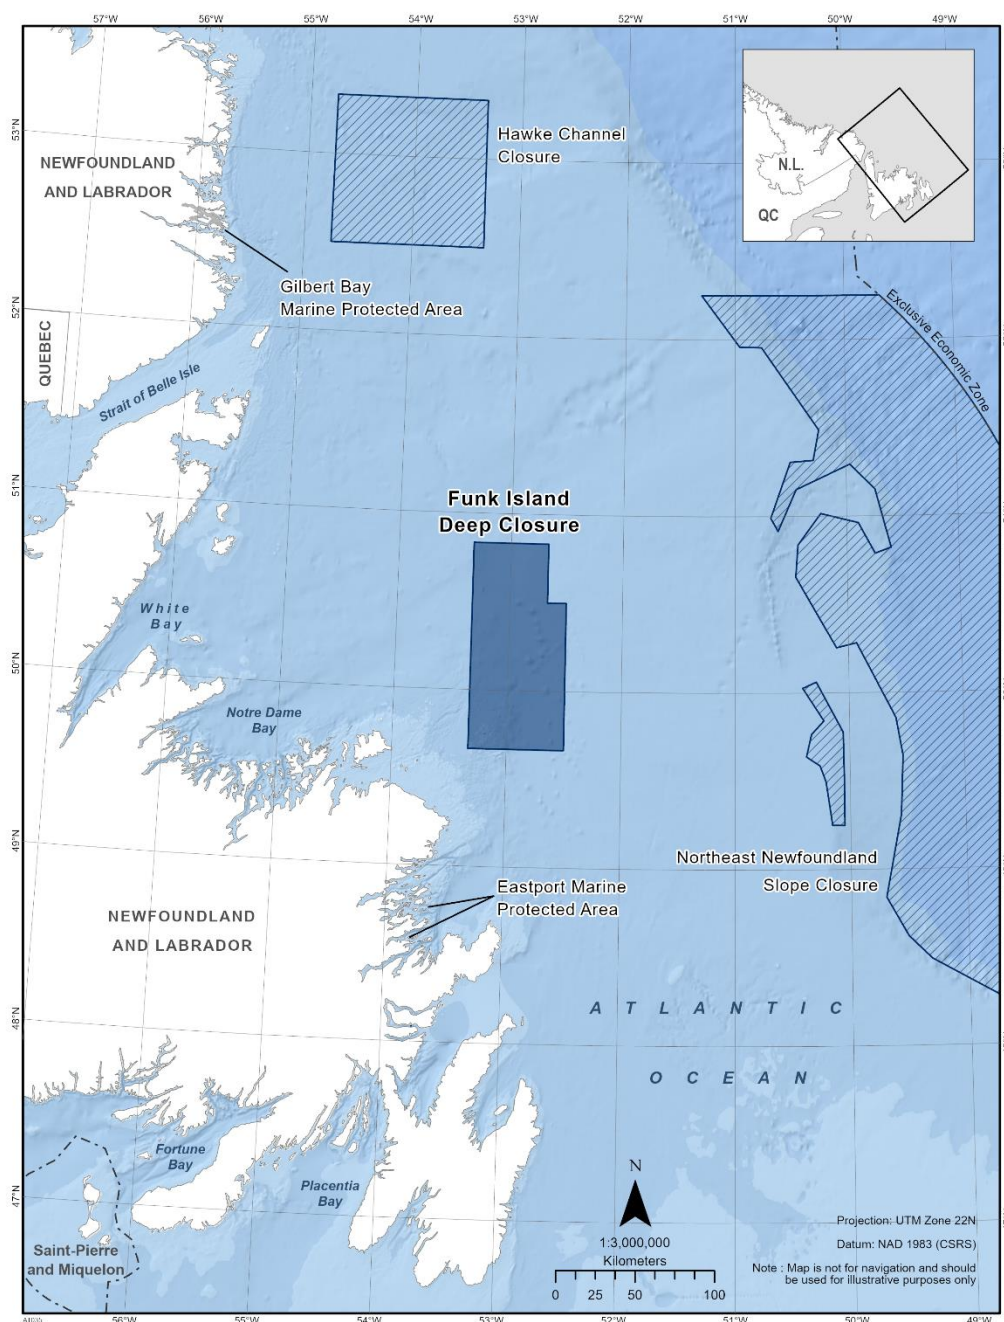 57°W
56°W
55°W
54°W
53°W
52°W
51°W
50°W
49°W
53°N
52°N
51°N
50°N
49°N
48°N
47°N
NEWFOUNDLAND
AND LABRADOR
Hawke Channel
Closure
N.L.
QC
Gilbert Bay
Marine Protected Area
Exclusive Economic Zone
QUEBEC
Strait of Belle Isle
Funk Island
Deep Closure
White
Bay
Notre Dame
Bay
Northeast Newfoundland
Slope Closure
Eastport Marine
Protected Area
NEWFOUNDLAND
AND LABRADOR
ATLANTIC
OCEAN
Fortune
Bay
Placentia
Bay
Saint-Pierre
and Miquelon
N
1:3,000,000
Kilometers
0 25 50 100
Projection: UTM Zone 22N
Datum: NAD 1983 (CSRS)
Note : Map is not for navigation and should
be used for illustrative purposes only
56°W
55°W
54°W
53°W
52°W
51°W
50°W
49°W